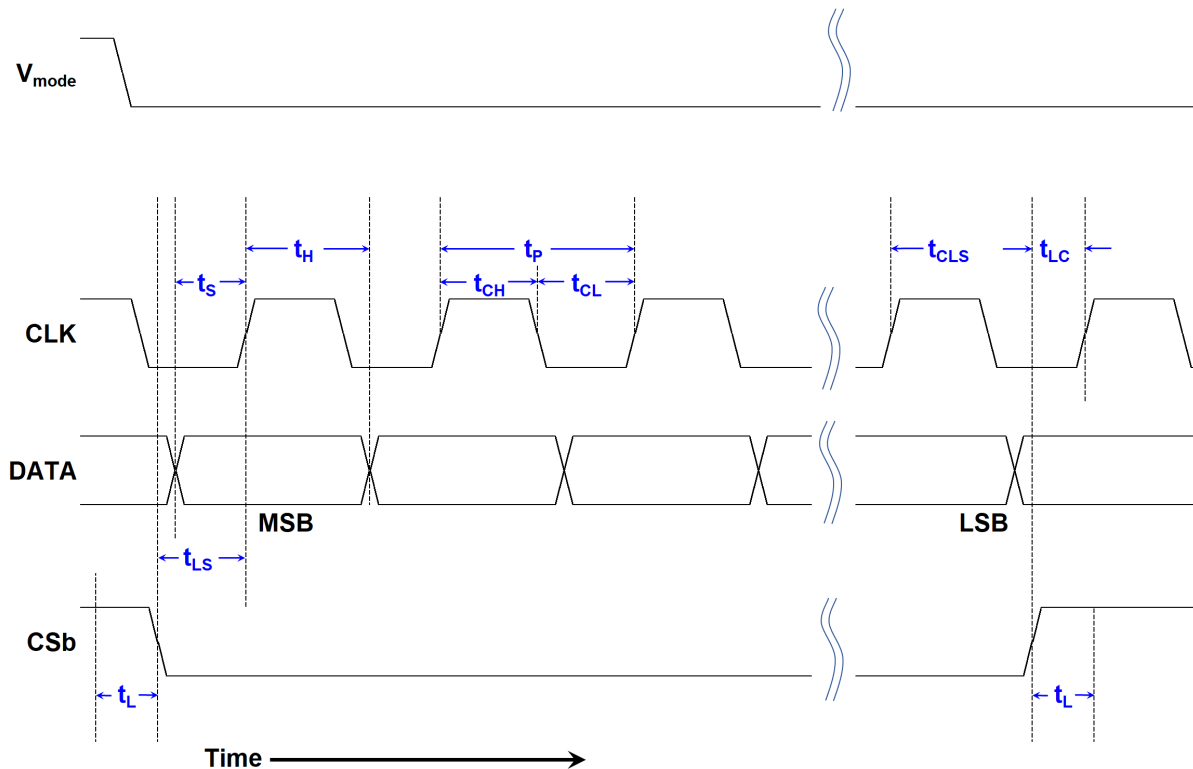 Vmode
tH
tP
tCLS
tLC
tS
tCH
tCL
CLK
DATA
MSB
LSB
tLS
CSb
tL
tL
Time